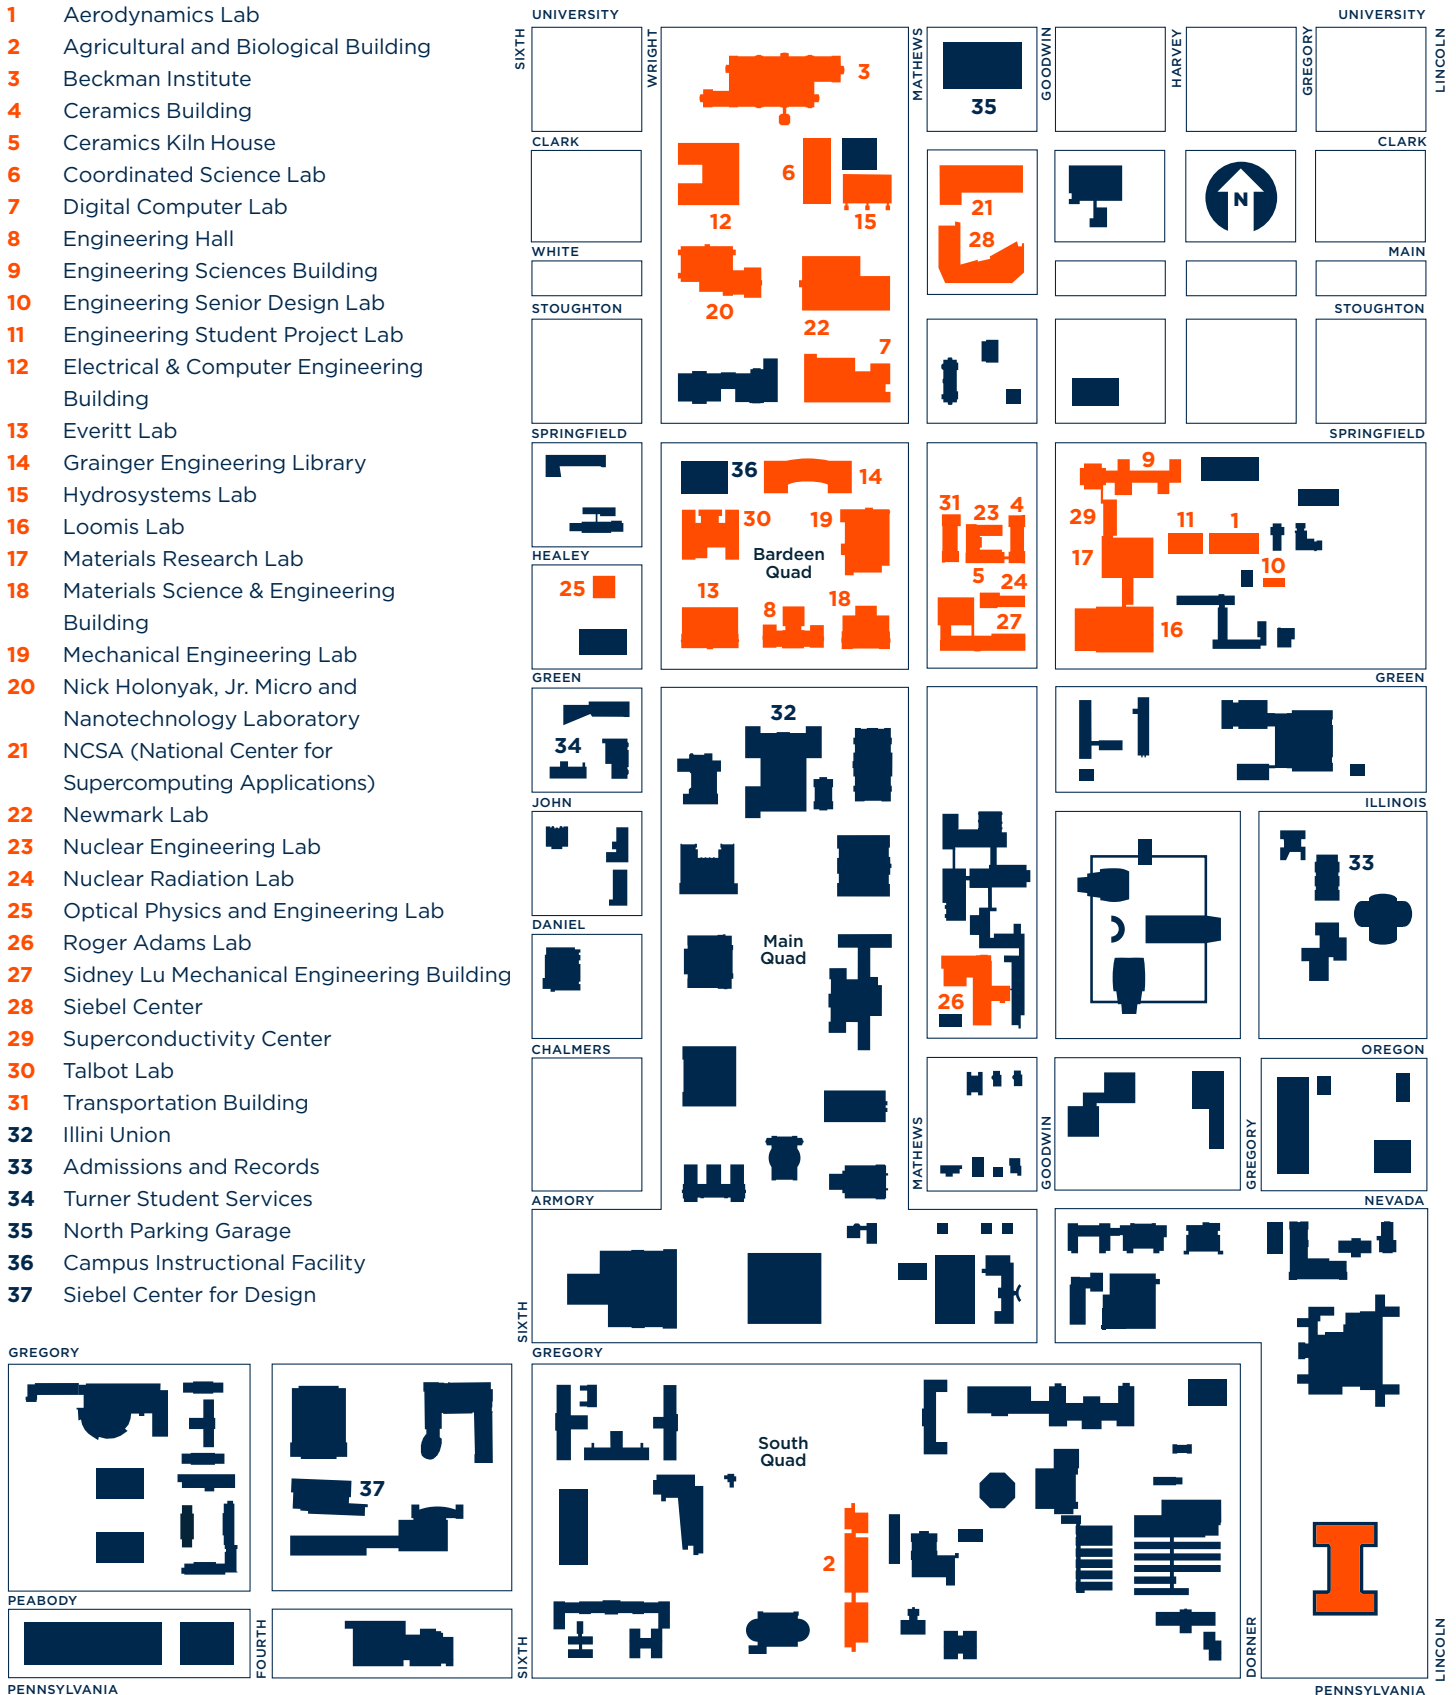 1 Aerodynamics Lab
2 Agricultural and Biological Building
3 Beckman Institute
4 Ceramics Building
5 Ceramics Kiln House
6 Coordinated Science Lab
7 Digital Computer Lab
8 Engineering Hall
9 Engineering Sciences Building
10 Engineering Senior Design Lab
11 Engineering Student Project Lab
12 Electrical & Computer Engineering
Building
13 Everitt Lab
14 Grainger Engineering Library
15 Hydrosystems Lab
16 Loomis Lab
17 Materials Research Lab
18 Materials Science & Engineering
Building
19 Mechanical Engineering Lab
20 Nick Holonyak, Jr. Micro and
Nanotechnology Laboratory
21 NCSA (National Center for
Supercomputing Applications)
22 Newmark Lab
23 Nuclear Engineering Lab
24 Nuclear Radiation Lab
25 Optical Physics and Engineering Lab
26 Roger Adams Lab
27 Sidney Lu Mechanical Engineering Building
28 Siebel Center
29 Superconductivity Center
30 Talbot Lab
31 Transportation Building
32 Illini Union
33 Admissions and Records
34 Turner Student Services
35 North Parking Garage
36 Campus Instructional Facility
37 Siebel Center for Design
UNIVERSITY
UNIVERSITY
SIXTH
WRIGHT
MATHEWS
GOODWIN
HARVEY
GREGORY
LINCOLN
3
35
CLARK
CLARK
6
12
15
21
28
N
WHITE
MAIN
20
22
STOUGHTON
STOUGHTON
7
SPRINGFIELD
SPRINGFIELD
36
14
9
30
19
31
23
4
29
11
1
HEALEY
Bardeen
Quad
17
10
25
13
8
18
5
24
27
16
GREEN
GREEN
32
34
JOHN
ILLINOIS
33
DANIEL
Main
Quad
26
CHALMERS
OREGON
MATHEWS
GOODWIN
GREGORY
ARMORY
NEVADA
SIXTH
GREGORY
GREGORY
South
Quad
37
2
PEABODY
FOURTH
SIXTH
DORNER
LINCOLN
PENNSYLVANIA
PENNSYLVANIA